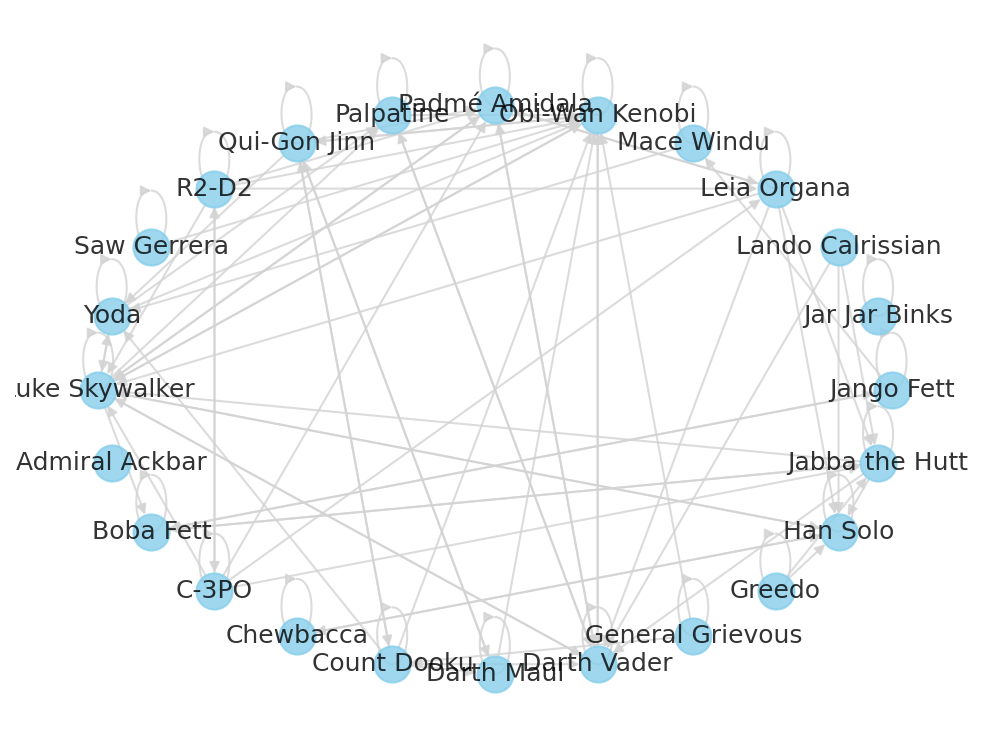 Padmé Amidala
Palpatine
Obi-Wan Kenobi
Qui-Gon Jinn
Mace Windu
R2-D2
Leia Organa
Saw Gerrera
Lando Calrissian
Yoda
Jar Jar Binks
uke Skywalker
Jango Fett
Admiral Ackbar
Jabba the Hutt
Boba Fett
Han Solo
C-3PO
Greedo
Chewbacca
General Grievous
Count Dooku
Darth Vader
Darth Maul